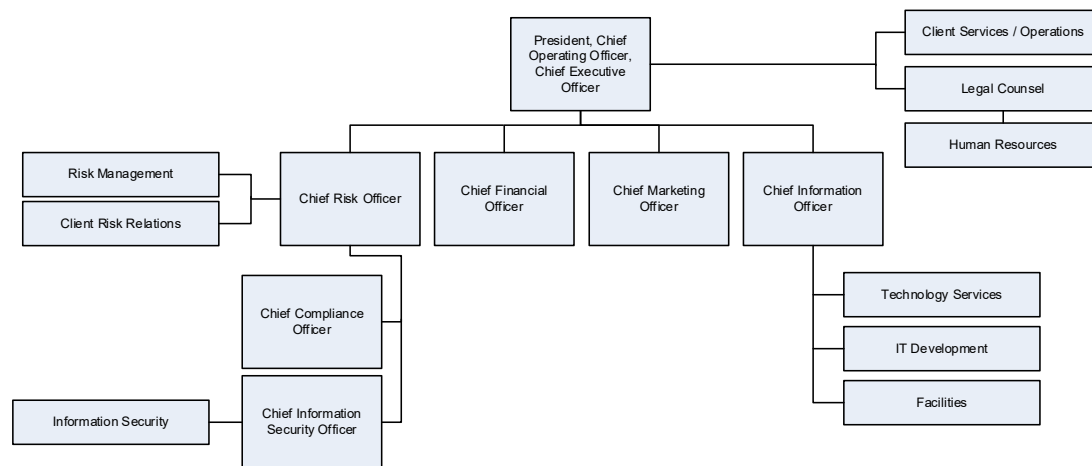 President, Chief
Operating Officer,
Chief Executive
Officer
Client Services / Operations
Legal Counsel
Human Resources
Risk Management
Client Risk Relations
Chief Risk Officer
Chief Financial
Officer
Chief Marketing
Officer
Chief Information
Officer
Chief Compliance
Officer
Chief Information
Security Officer
Information Security
Technology Services
IT Development
Facilities